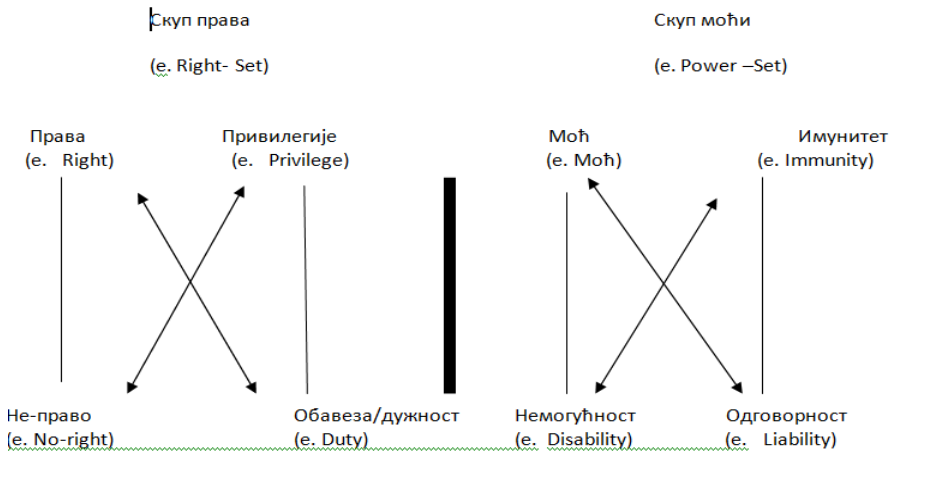 Скуп права
Скуп моћи
(е. Right- Set)
(е. Power –Set)
Права
Привилегије
Моћ
Имунитет
(е. Right)
(е. Privilege)
(е. Моћ)
(е. Immunity)
Не-право
Обавеза/дужност
Немогућност
Одговорност
(е. No-right)
(е. Duty)
(е. Disability)
(е. Liability)